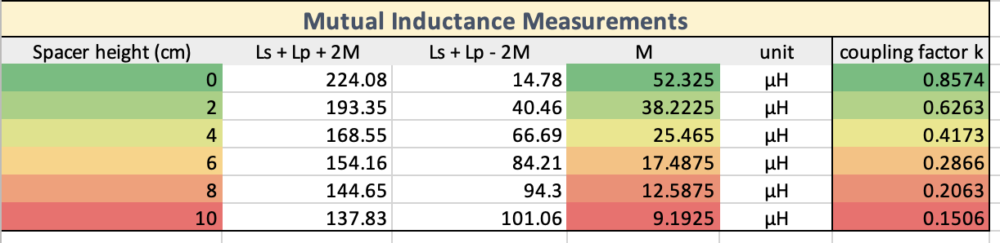 Mutual Inductance Measurements
Spacer height (cm) Ls + Lp + 2M Ls + Lp - 2M M unit coupling factor k
0 224.08 14.78 52.325 µH 0.8574
2 193.35 40.46 38.2225 µH 0.6263
4 168.55 66.69 25.465 µH 0.4173
6 154.16 84.21 17.4875 µH 0.2866
8 144.65 94.3 12.5875 µH 0.2063
10 137.83 101.06 9.1925 µH 0.1506